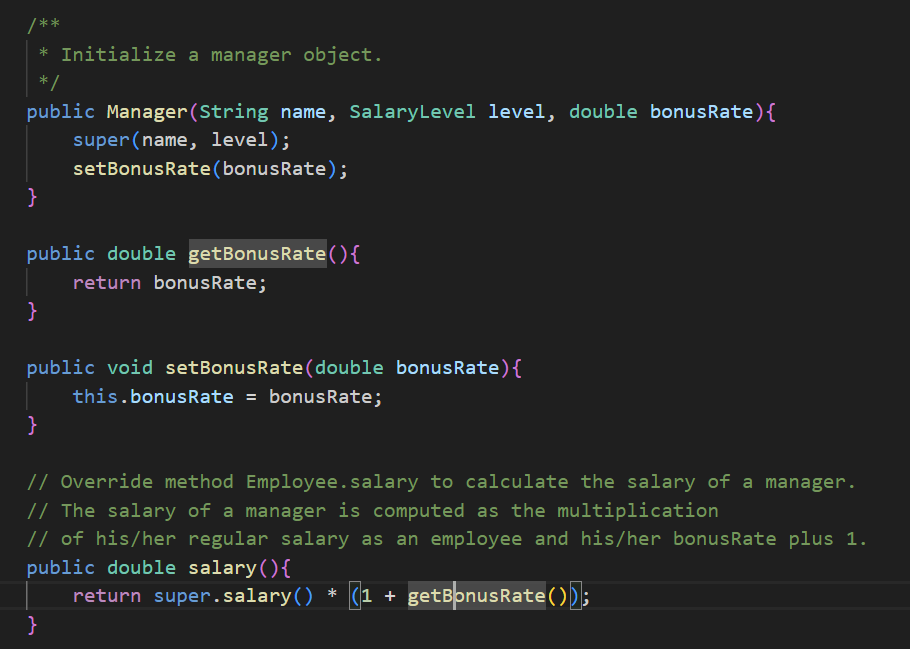 /**
 * Initialize a manager object.
 */
public Manager(String name, SalaryLevel level, double bonusRate){
    super(name, level);
    setBonusRate(bonusRate);
}

public double getBonusRate(){
    return bonusRate;
}

public void setBonusRate(double bonusRate){
    this.bonusRate = bonusRate;
}

// Override method Employee.salary to calculate the salary of a manager.
// The salary of a manager is computed as the multiplication
// of his/her regular salary as an employee and his/her bonusRate plus 1.
public double salary(){
    return super.salary() * (1 + getBonusRate());
}